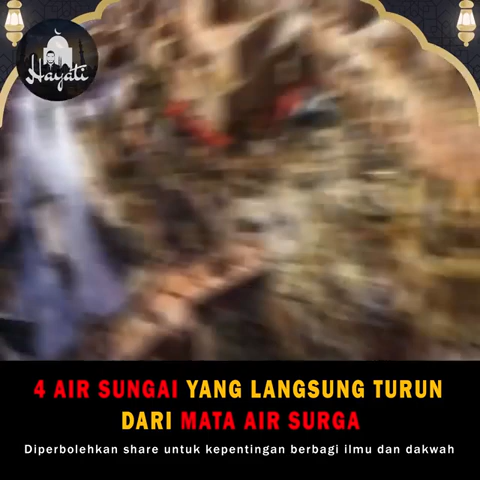 Hayati
4 AIR SUNGAI YANG LANGSUNG TURUN
DARI MATA AIR SURGA
Diperbolehkan share untuk kepentingan berbagi ilmu dan dakwah